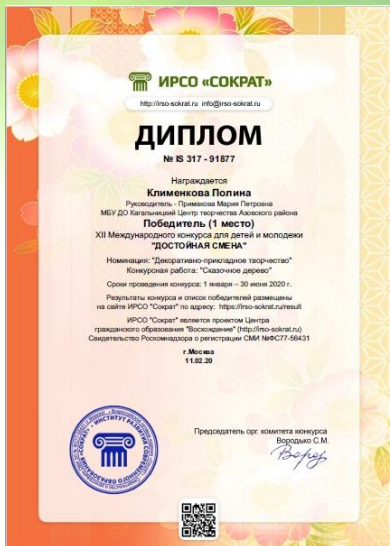 ИРСО «СОКРАТ»
http://irso-sokrat.ru info@irso-sokrat.ru
ДИПЛОМ
№ IS 317 - 91877
Награждается
Клименкова Полина
Руководитель - Примакова Мария Петровна
МБУ ДО Кагальницкий Центр творчества Азовского района
Победитель (1 место)
XII Международного конкурса для детей и молодежи
"ДОСТОЙНАЯ СМЕНА"
Номинация: "Декоративно-прикладное творчество"
Конкурсная работа: "Сказочное дерево"
Сроки проведения конкурса: 1 января – 30 июня 2020 г.
Результаты конкурса и список победителей размещены
на сайте ИРСО "Сократ" по адресу: https://irso-sokrat.ru/result
ИРСО "Сократ" является проектом Центра
гражданского образования "Восхождение" (http://irso-sokrat.ru)
Свидетельство Роскомнадзора о регистрации СМИ №ФС77-56431
г.Москва
11.02.20
Председатель орг. комитета конкурса
Вородько С.М.
ИНСТИТУТ РАЗВИТИЯ СОВРЕМЕННОГО ОБРАЗОВАНИЯ «СОКРАТ»